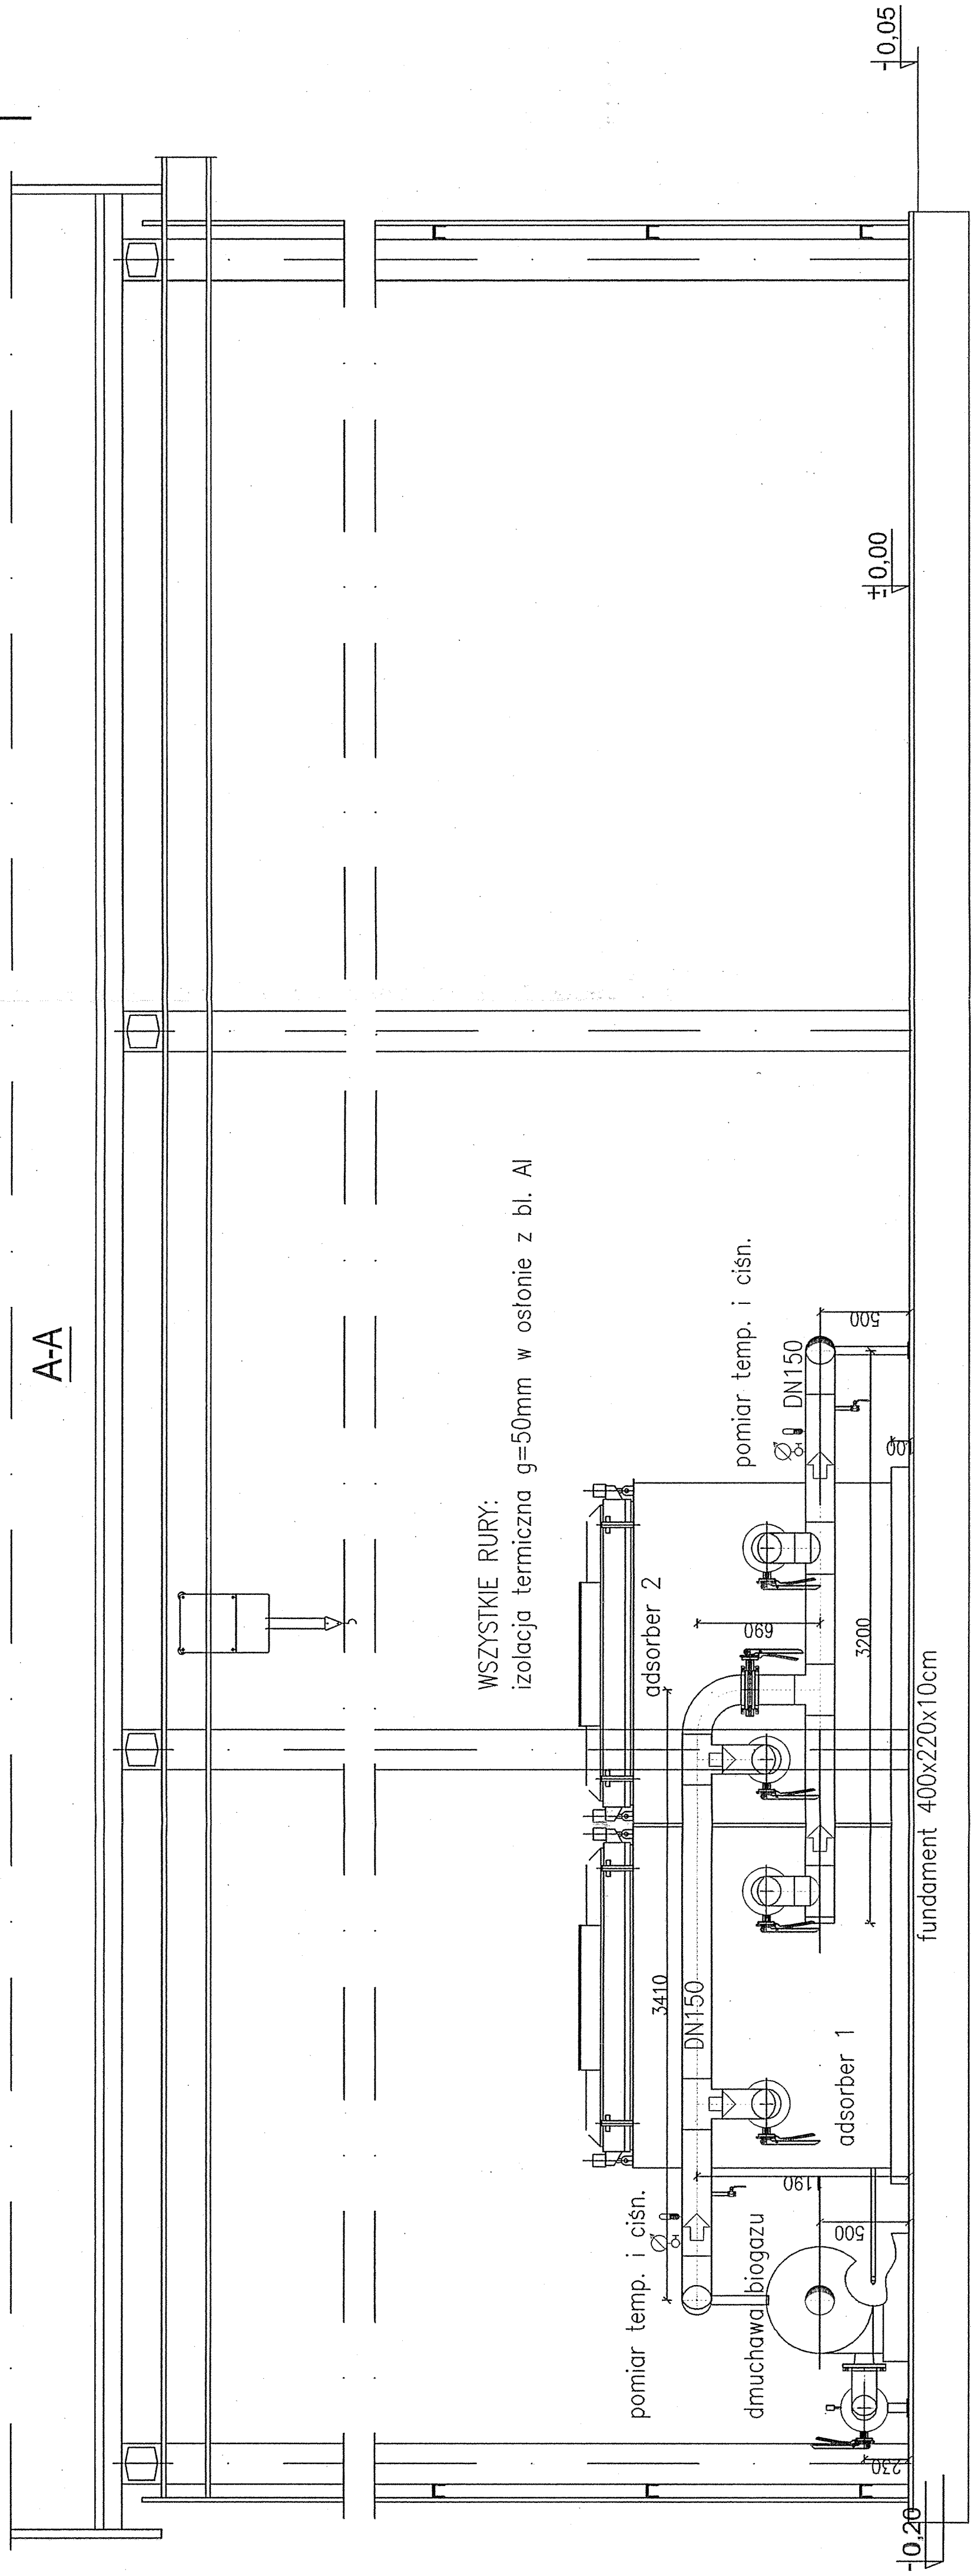 A-A
WSZYSTKIE RURY:
izolacja termiczna g=50mm w osłonie z bl. Al
pomiar temp. i ciśn.
adsorber 2
pomiar temp. i ciśn.
DN150
3410
DN150
690
dmuchawa biogazu
1190
adsorber 1
500
500
100
3200
230
±0,00
-0,05
-0,20
fundament 400x220x10cm